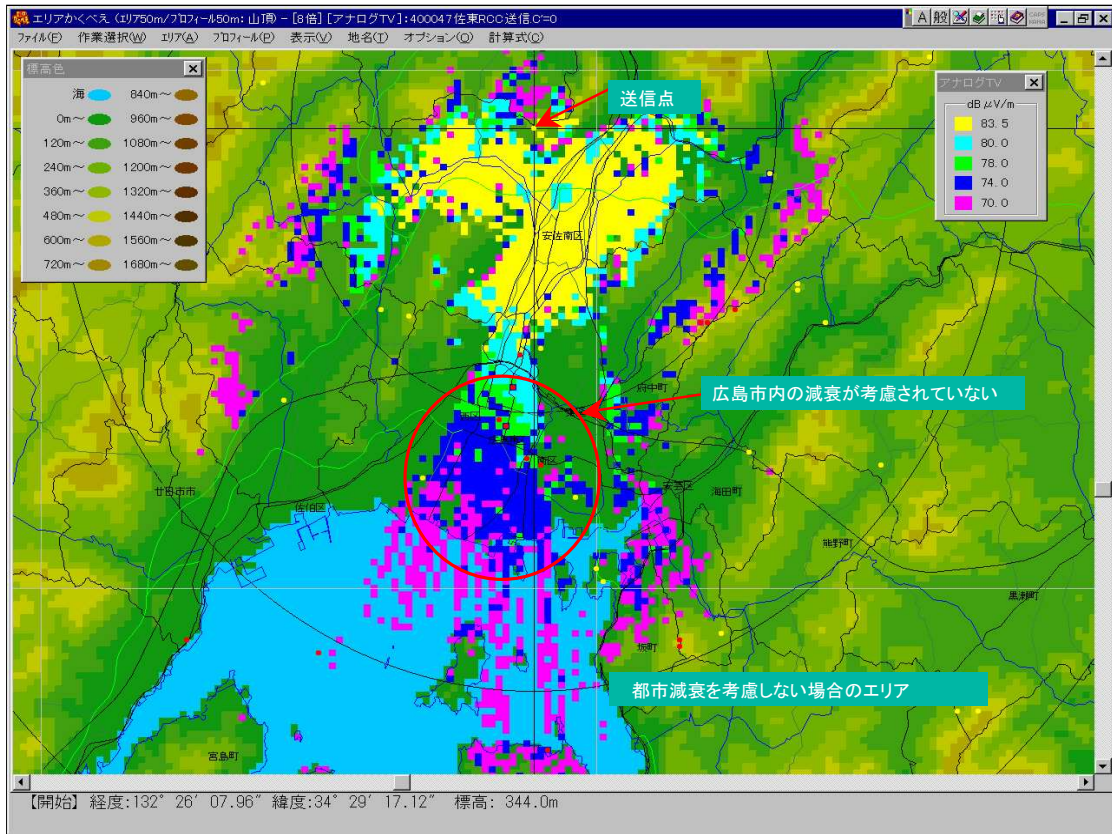 エリアかくべえ (エリア50m/プロフィール50m: 山頂) - [8倍] [アナログTV]:400047佐東RCC送信C'=0
A 般
CAPS
KANA
ファイル(F) 作業選択(W) エリア(A) プロフィール(P) 表示(V) 地名(T) オプション(O) 計算式(C)
標高色
海 840m～
0m～ 960m～
120m～ 1080m～
240m～ 1200m～
360m～ 1320m～
480m～ 1440m～
600m～ 1560m～
720m～ 1680m～
送信点
アナログTV
dBμV/m
83.5
80.0
78.0
74.0
70.0
安佐南区
府中町
広島市内の減衰が考慮されていない
南区
廿日市市
佐伯区
安芸区
海田町
熊野町
黒瀬町
坂町
都市減衰を考慮しない場合のエリア
宮島町
【開始】 経度:132° 26′ 07.96″ 緯度:34° 29′ 17.12″ 標高: 344.0m